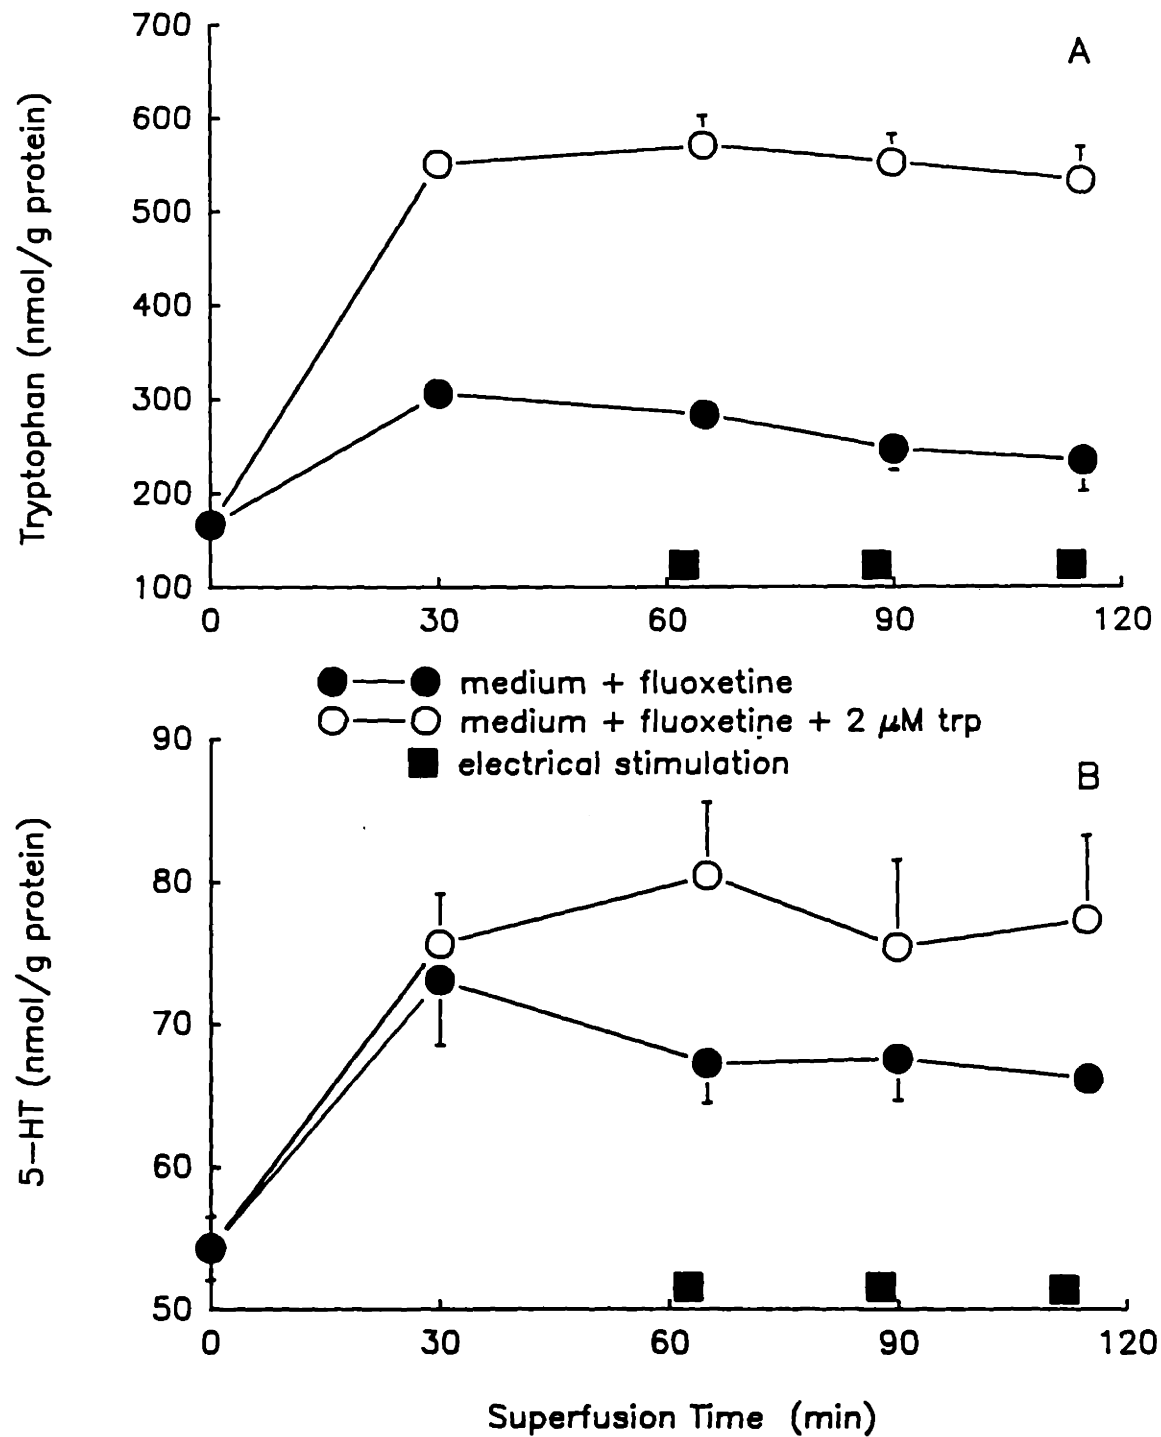 700
A
600
500
400
300
200
100
Tryptophan (nmol/g protein)
0 30 60 90 120
medium + fluoxetine
medium + fluoxetine + 2 μM trp
electrical stimulation
90
B
80
70
60
50
5-HT (nmol/g protein)
0 30 60 90 120
Superfusion Time (min)